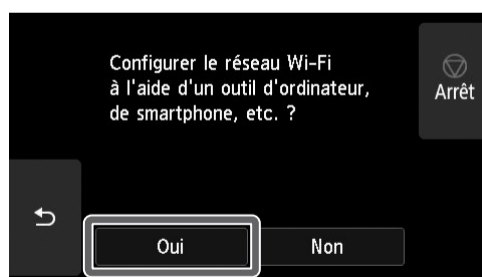 Configurer le réseau Wi-Fi
à l'aide d'un outil d'ordinateur,
de smartphone, etc. ?
Arrêt
Oui
Non